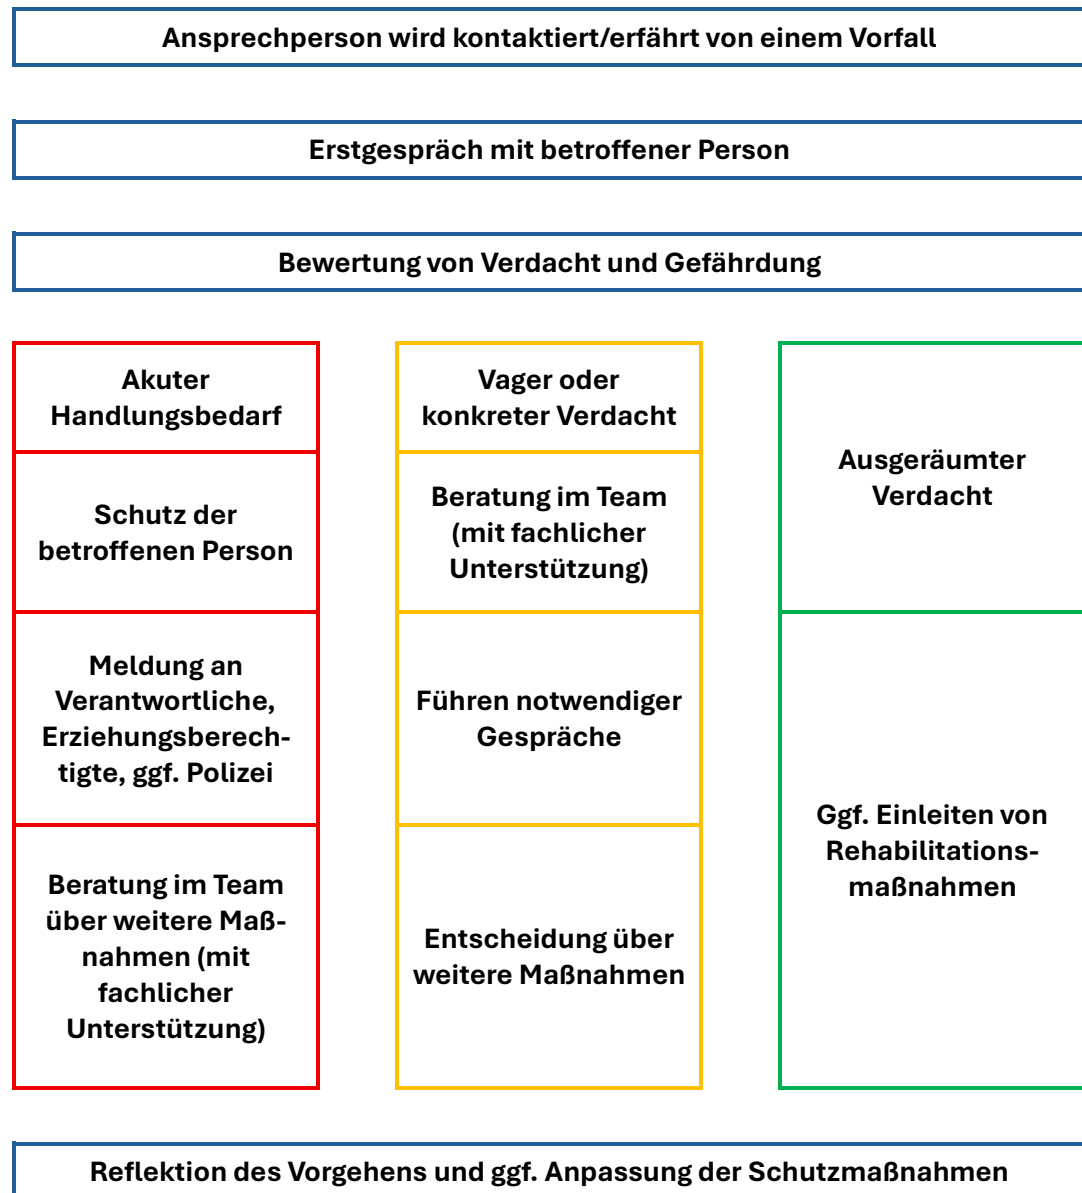 Ansprechperson wird kontaktiert/erfährt von einem Vorfall
Erstgespräch mit betroffener Person
Bewertung von Verdacht und Gefährdung
Akuter
Handlungsbedarf
Schutz der
betroffenen Person
Meldung an
Verantwortliche,
Erziehungsberech-
tigte, ggf. Polizei
Beratung im Team
über weitere Maß-
nahmen (mit
fachlicher
Unterstützung)
Vager oder
konkreter Verdacht
Beratung im Team
(mit fachlicher
Unterstützung)
Führen notwendiger
Gespräche
Entscheidung über
weitere Maßnahmen
Ausgeräumter
Verdacht
Ggf. Einleiten von
Rehabilitations-
maßnahmen
Reflektion des Vorgehens und ggf. Anpassung der Schutzmaßnahmen